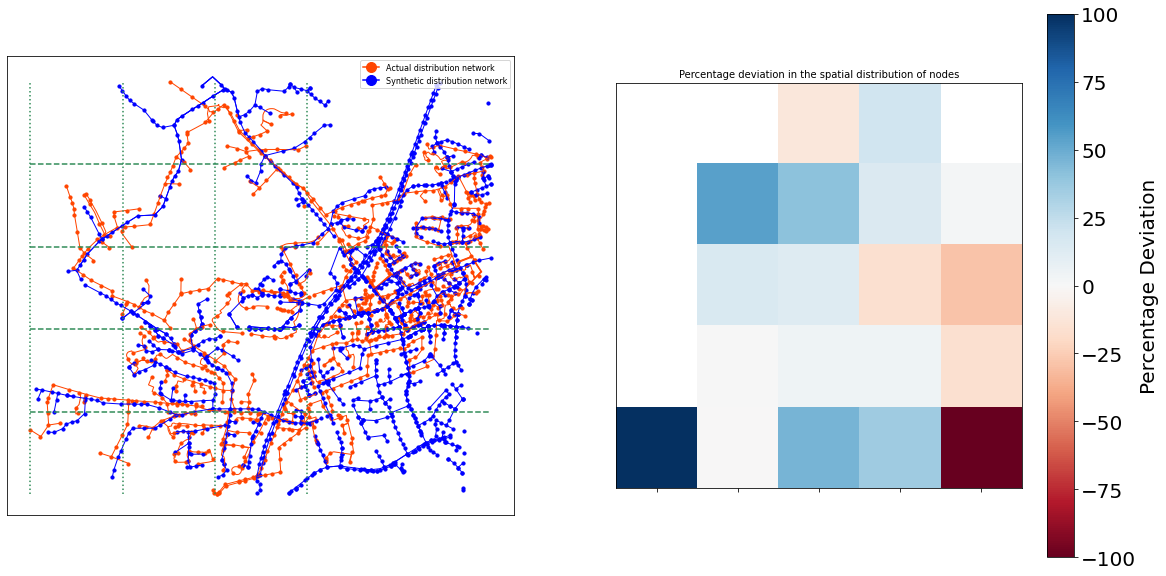 Actual distribution network
Synthetic distribution network
Percentage deviation in the spatial distribution of nodes
100
75
50
25
0
−25
−50
−75
−100
Percentage Deviation